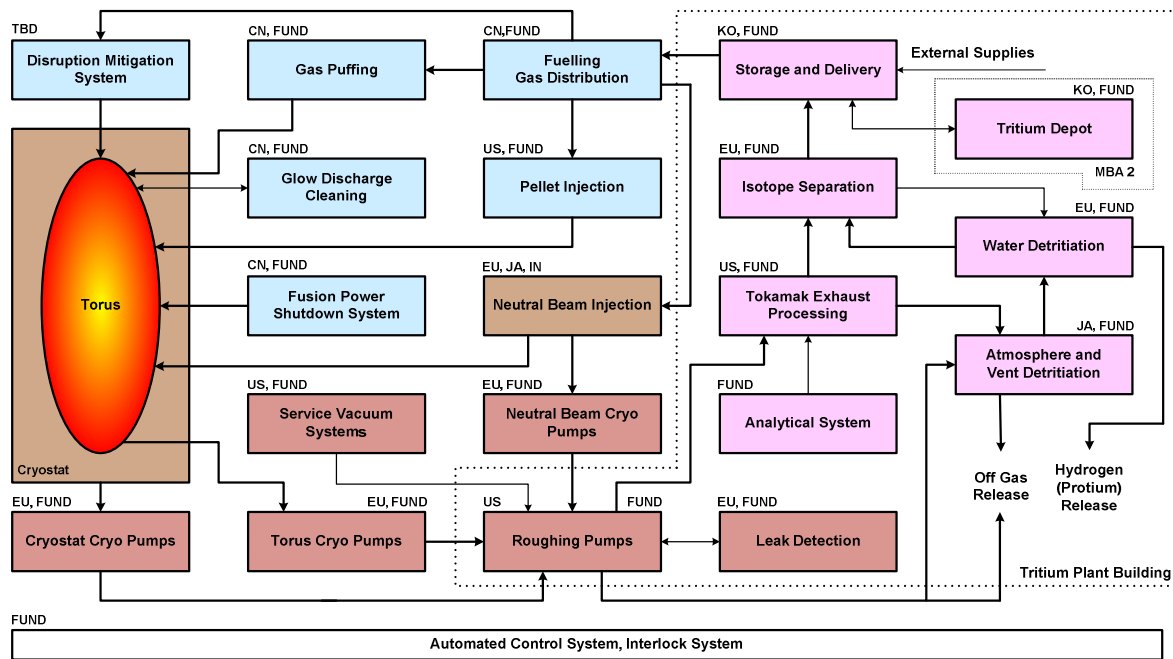 TBD
Disruption Mitigation
System
CN, FUND
Gas Puffing
CN,FUND
Fuelling
Gas Distribution
KO, FUND
Storage and Delivery
External Supplies
KO, FUND
Tritium Depot
MBA 2
CN, FUND
Glow Discharge
Cleaning
US, FUND
Pellet Injection
EU, FUND
Isotope Separation
EU, FUND
Water Detritiation
Torus
Cryostat
CN, FUND
Fusion Power
Shutdown System
EU, JA, IN
Neutral Beam Injection
US, FUND
Tokamak Exhaust
Processing
JA, FUND
Atmosphere and
Vent Detritiation
US, FUND
Service Vacuum
Systems
EU, FUND
Neutral Beam Cryo
Pumps
FUND
Analytical System
Off Gas
Release
Hydrogen
(Protium)
Release
EU, FUND
Cryostat Cryo Pumps
EU, FUND
Torus Cryo Pumps
US
FUND
Roughing Pumps
EU, FUND
Leak Detection
Tritium Plant Building
FUND
Automated Control System, Interlock System